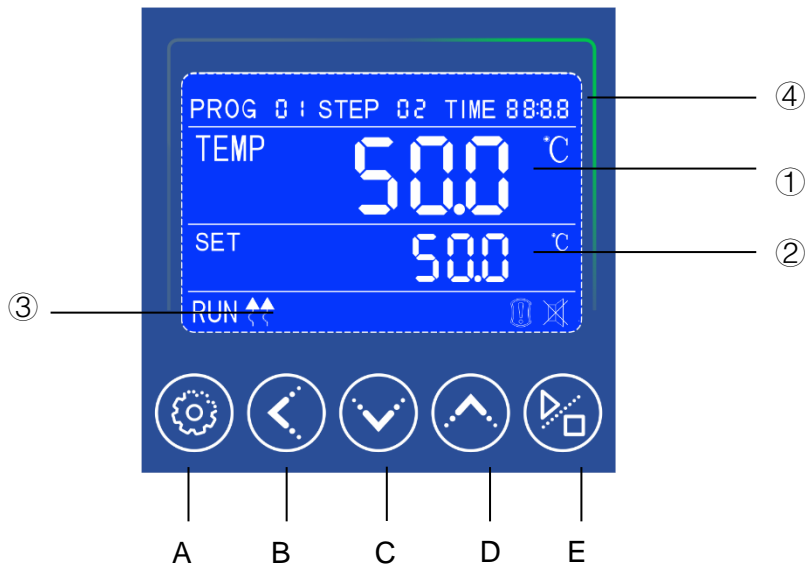 PROG 01 STEP 02 TIME 88:8.8
④
TEMP 50.0 °C
①
SET 50.0 °C
②
③
RUN
A B C D E